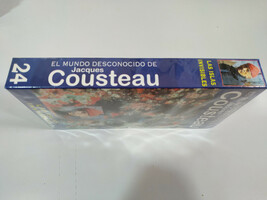 24
EL MUNDO DESCONOCIDO DE
Jacques
Cousteau
LAS ISLAS
INVISIBLES